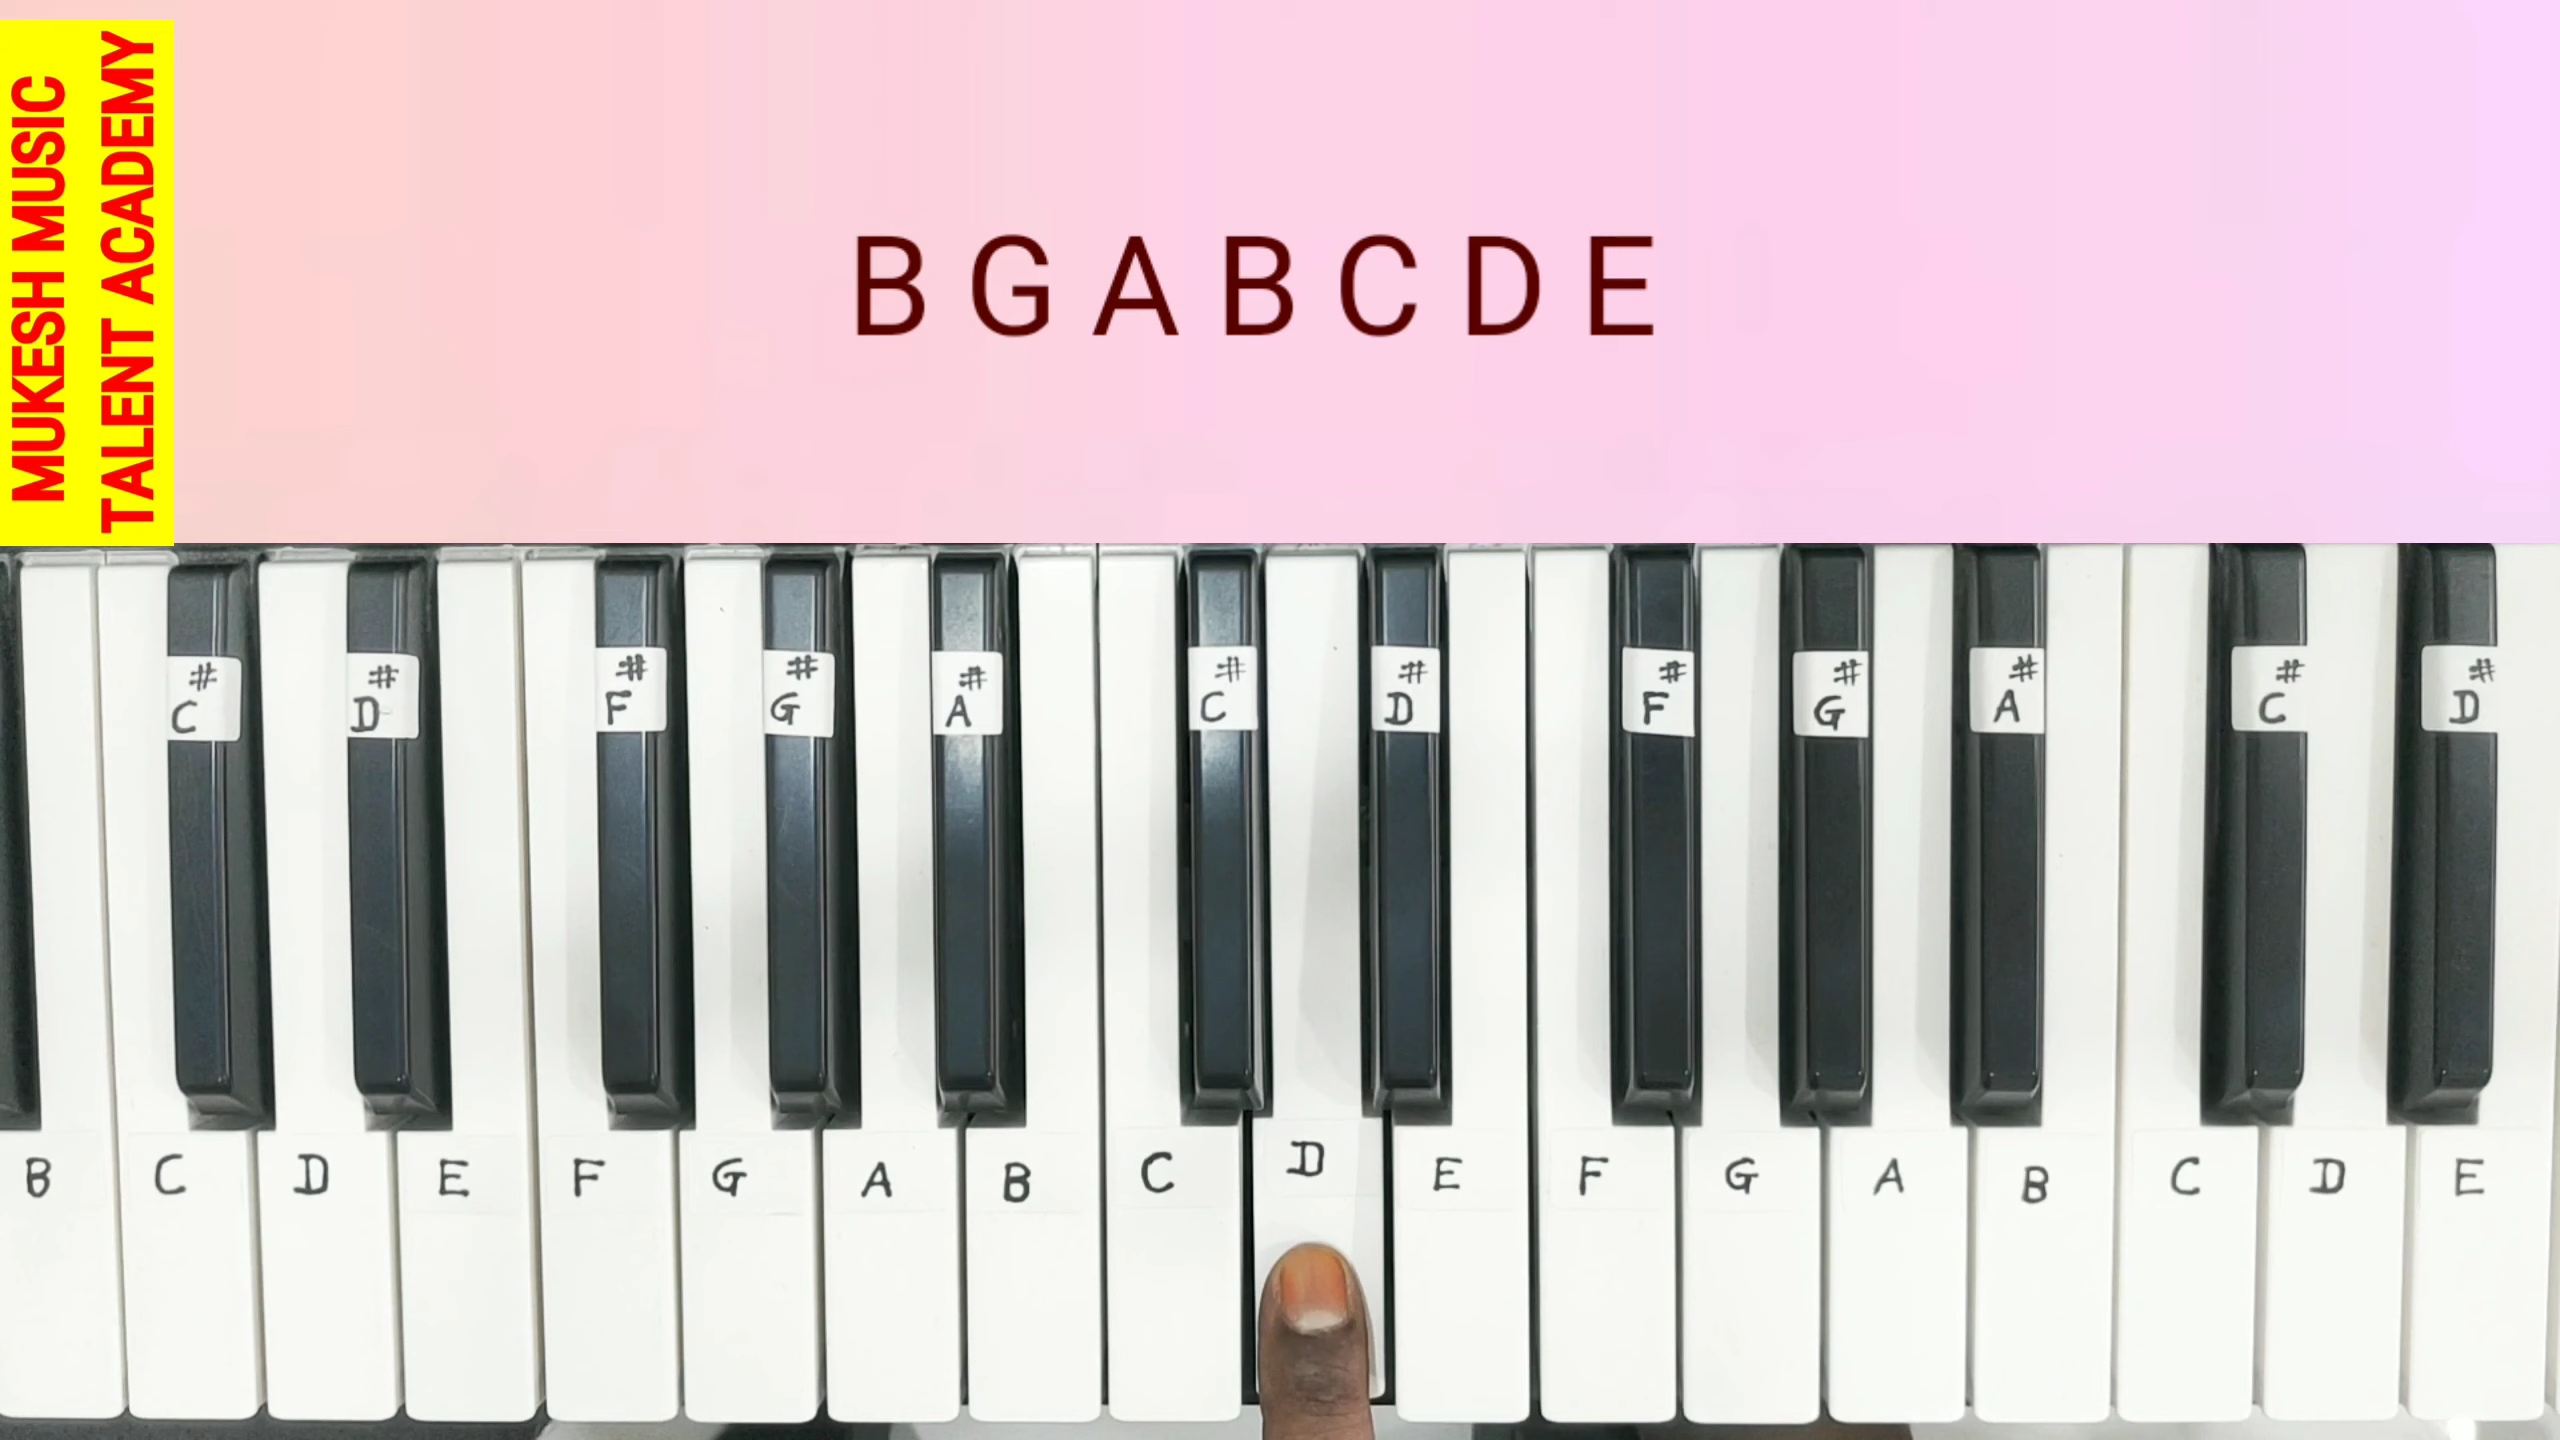 MUKESH MUSIC
TALENT ACADEMY
B G A B C D E
C# D# F# G# A# C# D# F# G# A# C# D#
B C D E F G A B C D E F G A B C D E